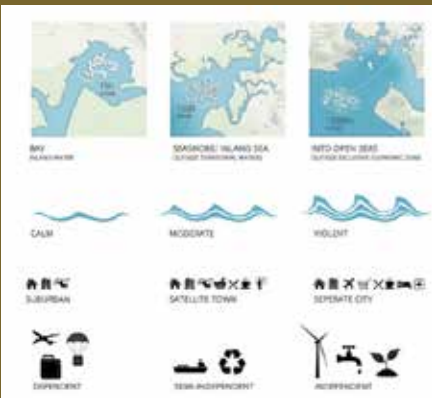 BAY
INLAND WATER
SEASHORE/ INLAND SEA
OUTSIDE TERRITORIAL WATERS
INTO OPEN SEAS
OUTSIDE EXCLUSIVE ECONOMIC ZONE
CALM
MODERATE
VIOLENT
SUBURBAN
SATELLITE TOWN
SEPERATE CITY
DEPENDENT
SEMI-INDEPENDENT
INDEPENDENT